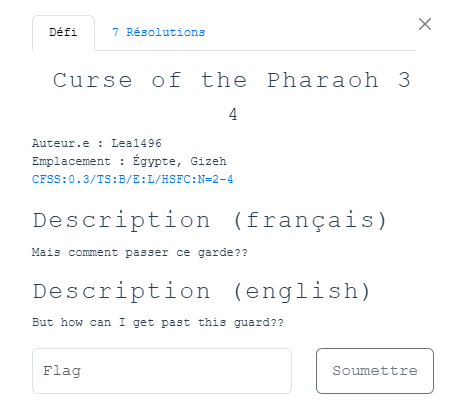 Défi 7 Résolutions ×
Curse of the Pharaoh 3
4
Auteur.e : Lea1496
Emplacement : Égypte, Gizeh
CFSS:0.3/TS:B/E:L/HSFC:N=2-4
Description (français)
Mais comment passer ce garde??
Description (english)
But how can I get past this guard??
Flag Soumettre